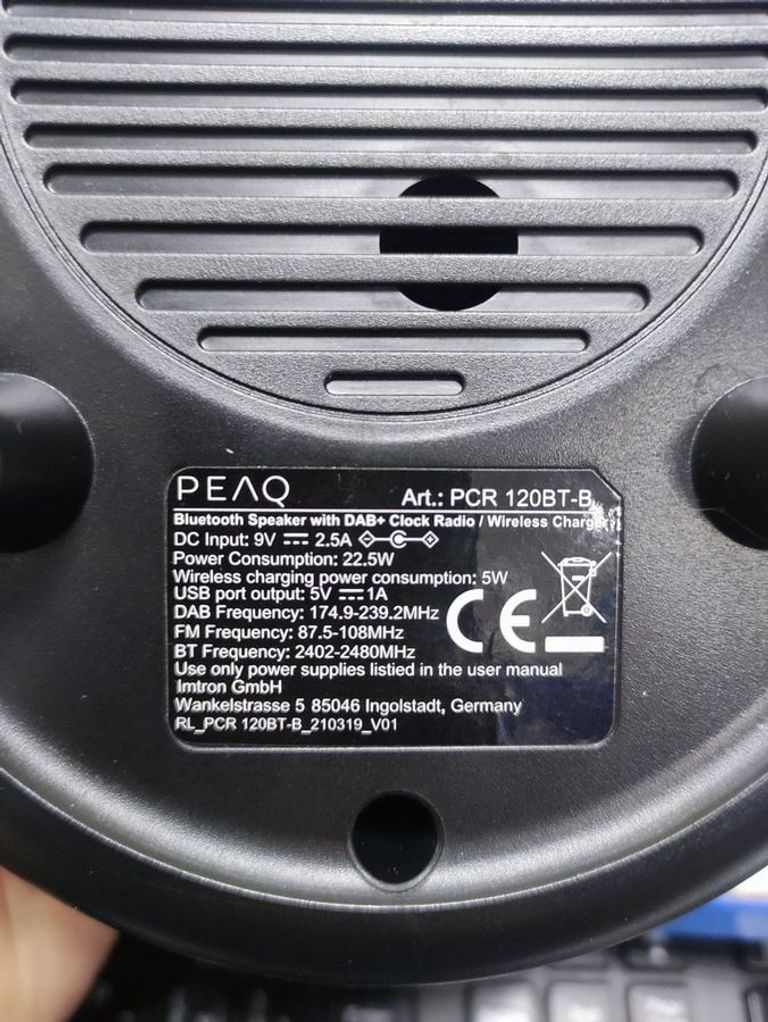 PEAQ Art.: PCR 120BT-B
Bluetooth Speaker with DAB+ Clock Radio / Wireless Charger
DC Input: 9V ⎓ 2.5A
Power Consumption: 22.5W
Wireless charging power consumption: 5W
USB port output: 5V ⎓ 1A
DAB Frequency: 174.9-239.2MHz
FM Frequency: 87.5-108MHz
BT Frequency: 2402-2480MHz
CE
Use only power supplies listied in the user manual
Imtron GmbH
Wankelstrasse 5 85046 Ingolstadt, Germany
RL_PCR 120BT-B_210319_V01